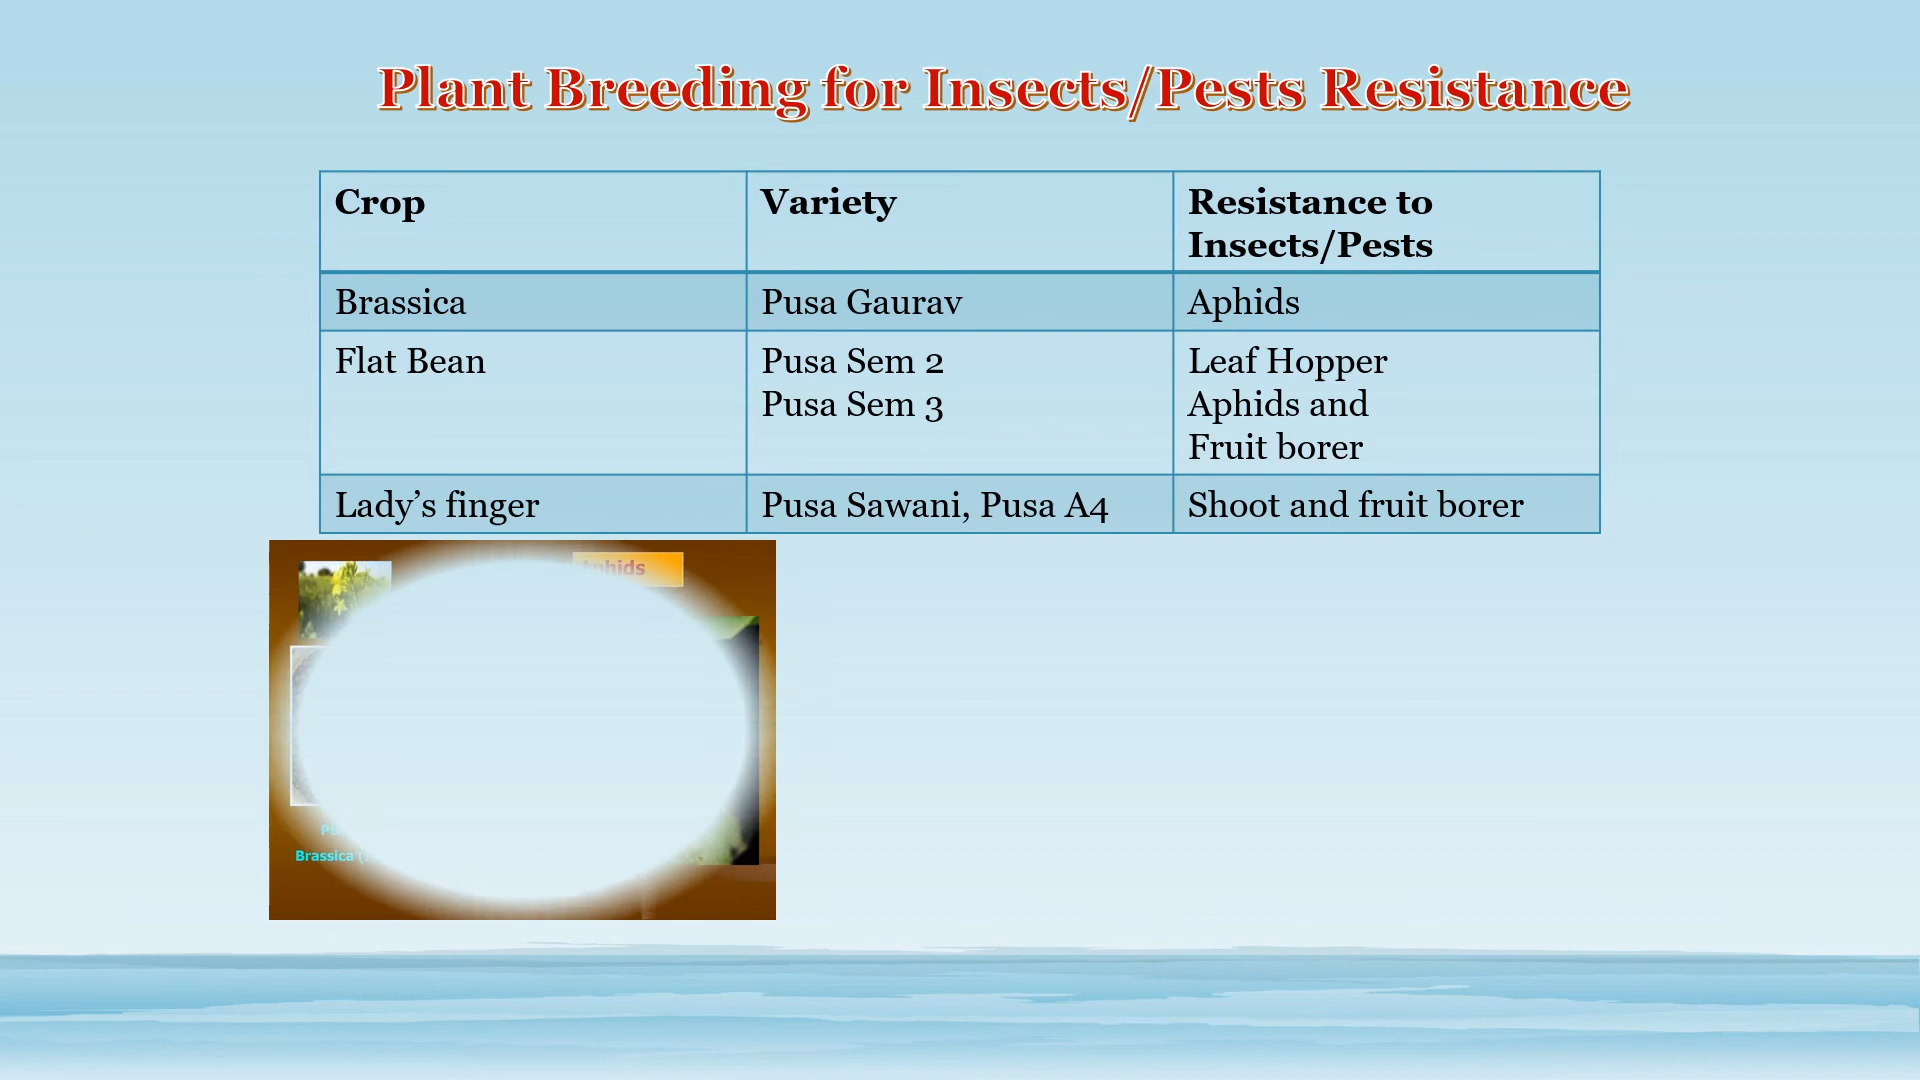 Plant Breeding for Insects/Pests Resistance
Crop
Variety
Resistance to
Insects/Pests
Brassica
Pusa Gaurav
Aphids
Flat Bean
Pusa Sem 2
Pusa Sem 3
Leaf Hopper
Aphids and
Fruit borer
Lady’s finger
Pusa Sawani, Pusa A4
Shoot and fruit borer
Brassica